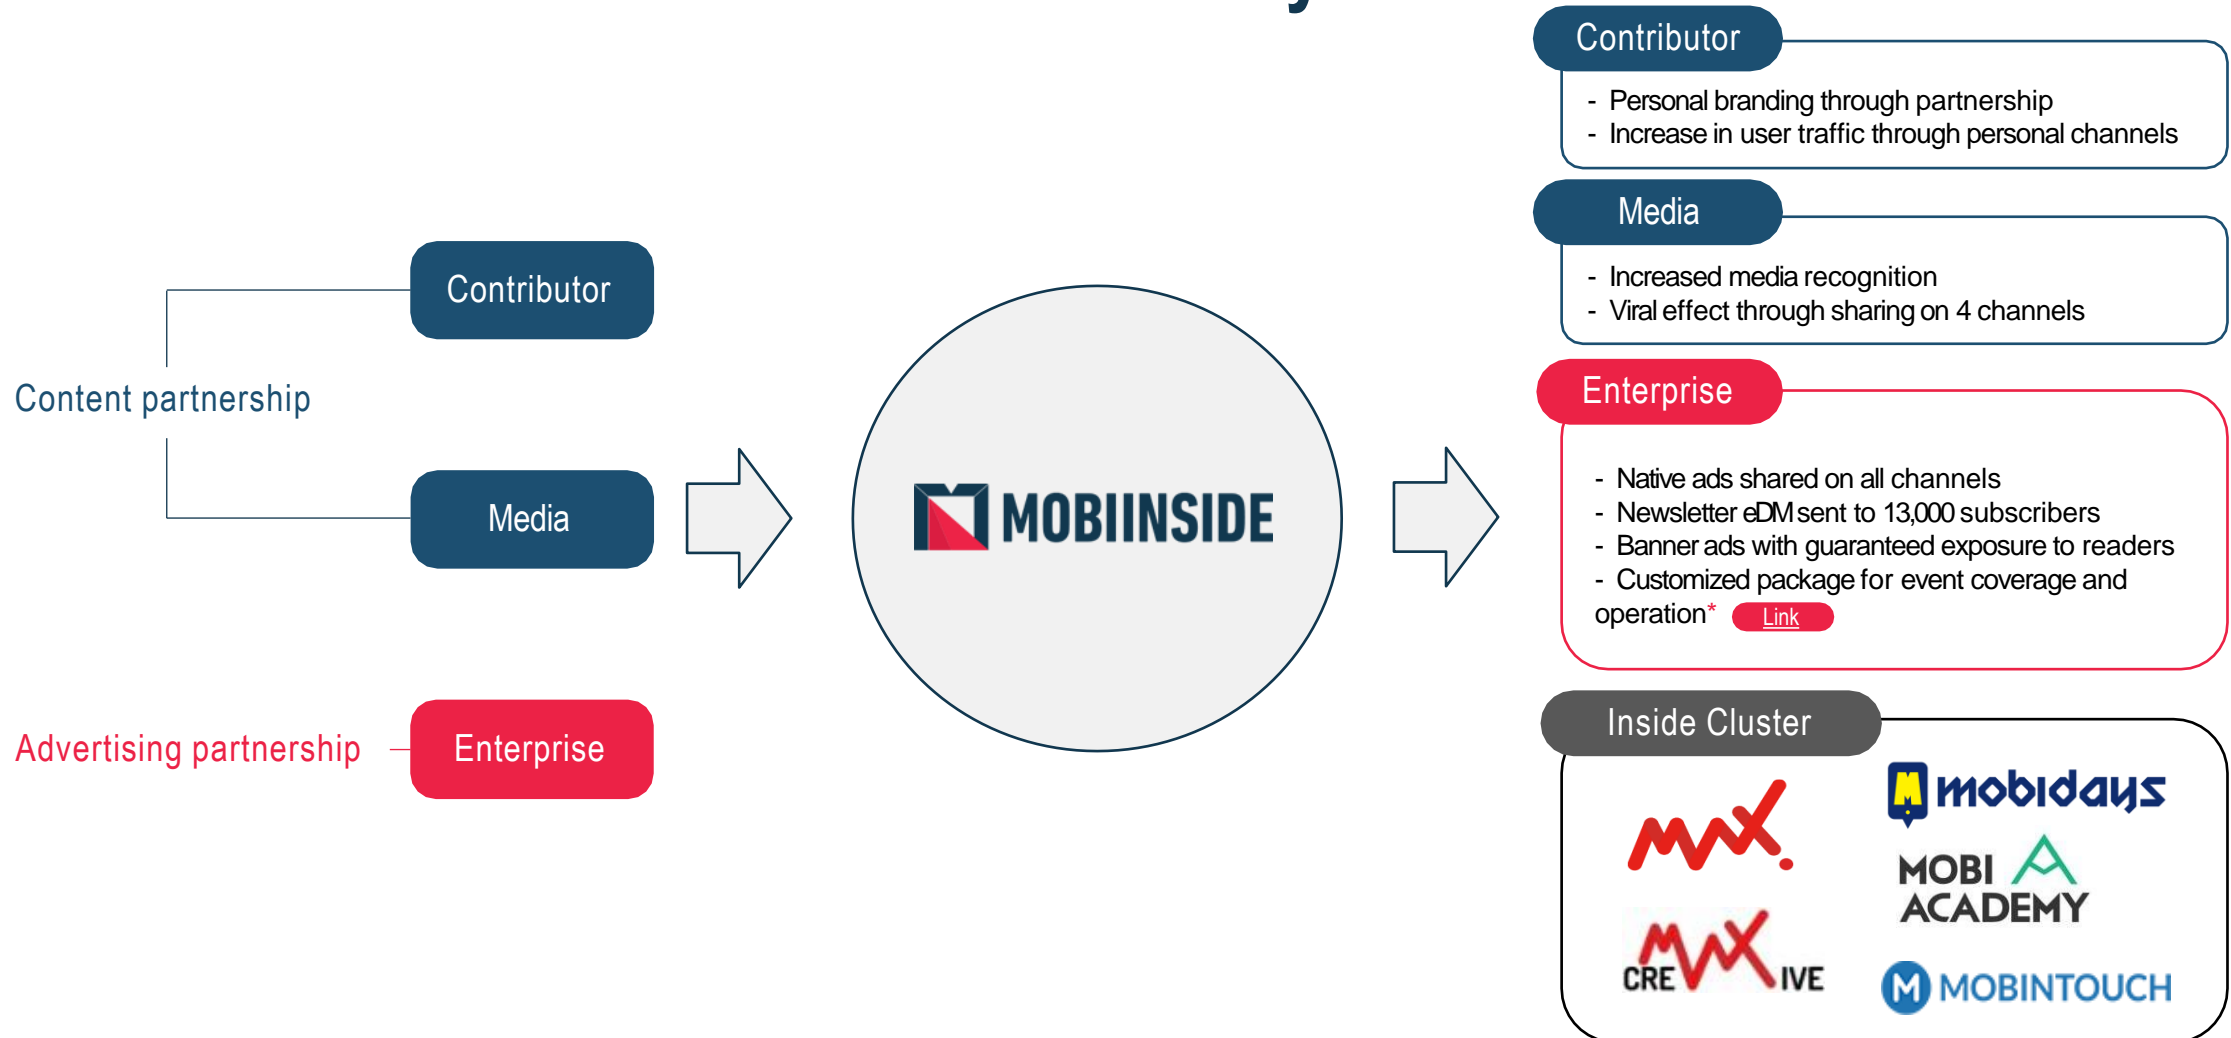 Content partnership
Contributor
Media
Advertising partnership
Enterprise
MOBIINSIDE
Contributor
- Personal branding through partnership
- Increase in user traffic through personal channels
Media
- Increased media recognition
- Viral effect through sharing on 4 channels
Enterprise
- Native ads shared on all channels
- Newsletter eDM sent to 13,000 subscribers
- Banner ads with guaranteed exposure to readers
- Customized package for event coverage and
operation* Link
Inside Cluster
MAX.
mobidays
MOBI
ACADEMY
CREMAXIVE
M MOBINTOUCH